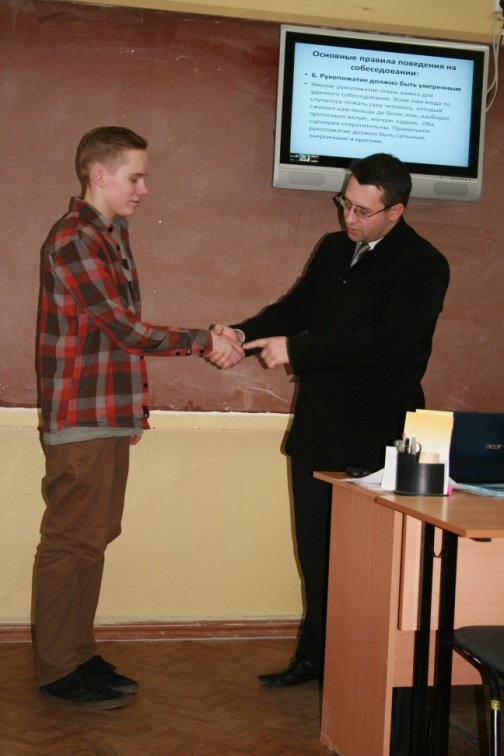 Основные правила поведения на
собеседовании:
• 6. Рукопожатие должно быть умеренным
• Умелое рукопожатие очень важно для
удачного собеседования. Всем нам когда-то
случалось пожать руку человеку, который
сжимал нам пальцы до боли, или, наоборот,
протягивал вялую, мягкую ладонь. Оба
сценария отвратительны. Правильное
рукопожатие должно быть сильным,
энергичным и кратким.
acer